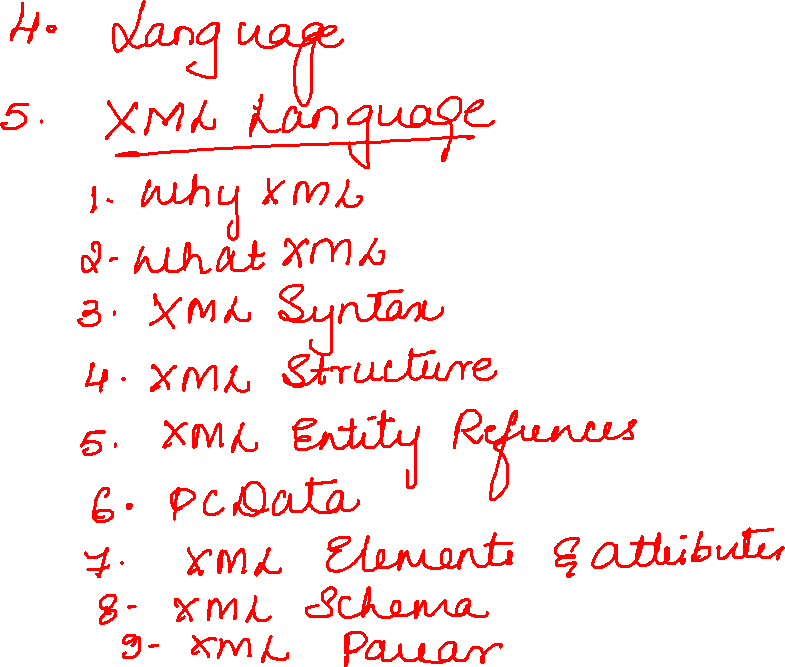 4. Language
5. XML Language
1. Why XML
2- What XML
3. XML Syntax
4. XML Structure
5. XML Entity Refrences
6. PCData
7. XML Elements & attributes
8- XML Schema
9- XML Parsar